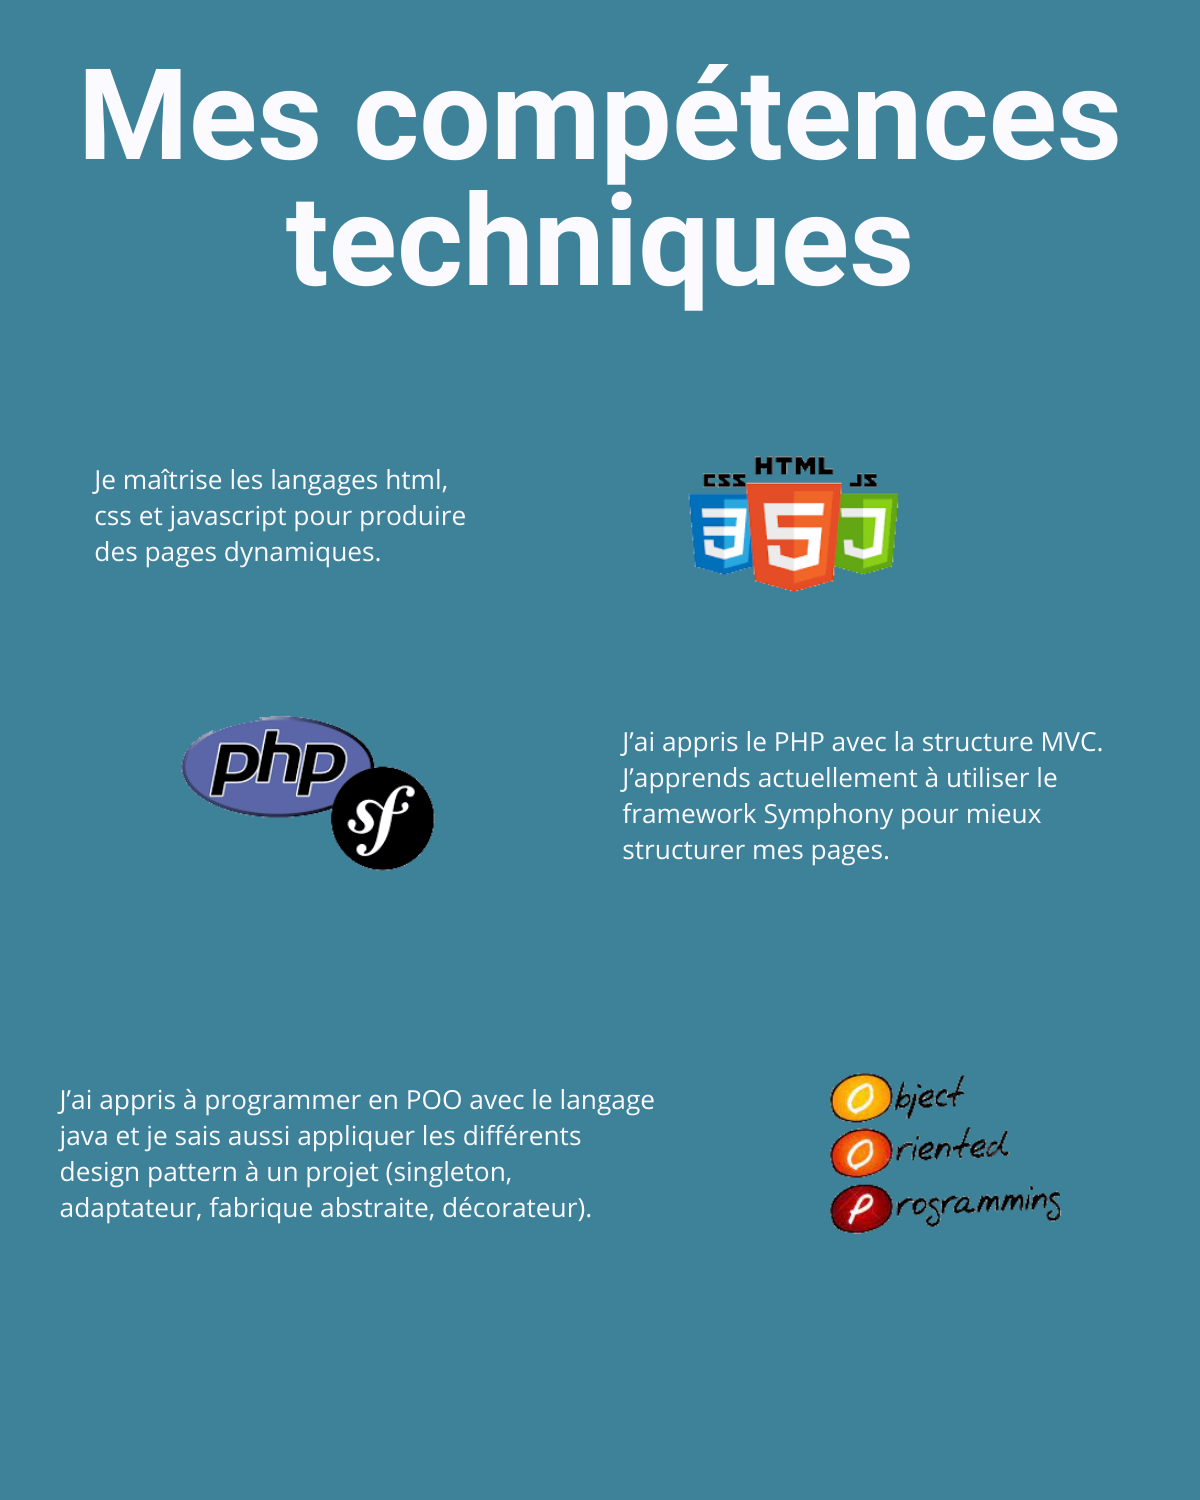 Mes compétences
techniques
Je maîtrise les langages html,
css et javascript pour produire
des pages dynamiques.
CSS HTML JS
3 5 J
php
sf
J’ai appris le PHP avec la structure MVC.
J’apprends actuellement à utiliser le
framework Symphony pour mieux
structurer mes pages.
J’ai appris à programmer en POO avec le langage
java et je sais aussi appliquer les différents
design pattern à un projet (singleton,
adaptateur, fabrique abstraite, décorateur).
Object
Oriented
Programming